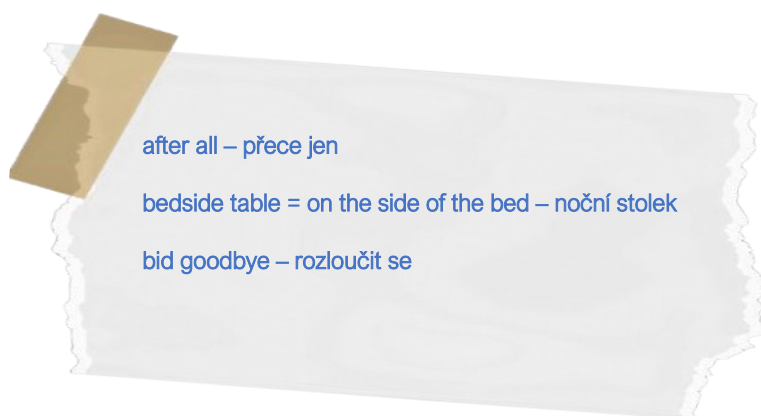 after all – přece jen
bedside table = on the side of the bed – noční stolek
bid goodbye – rozloučit se